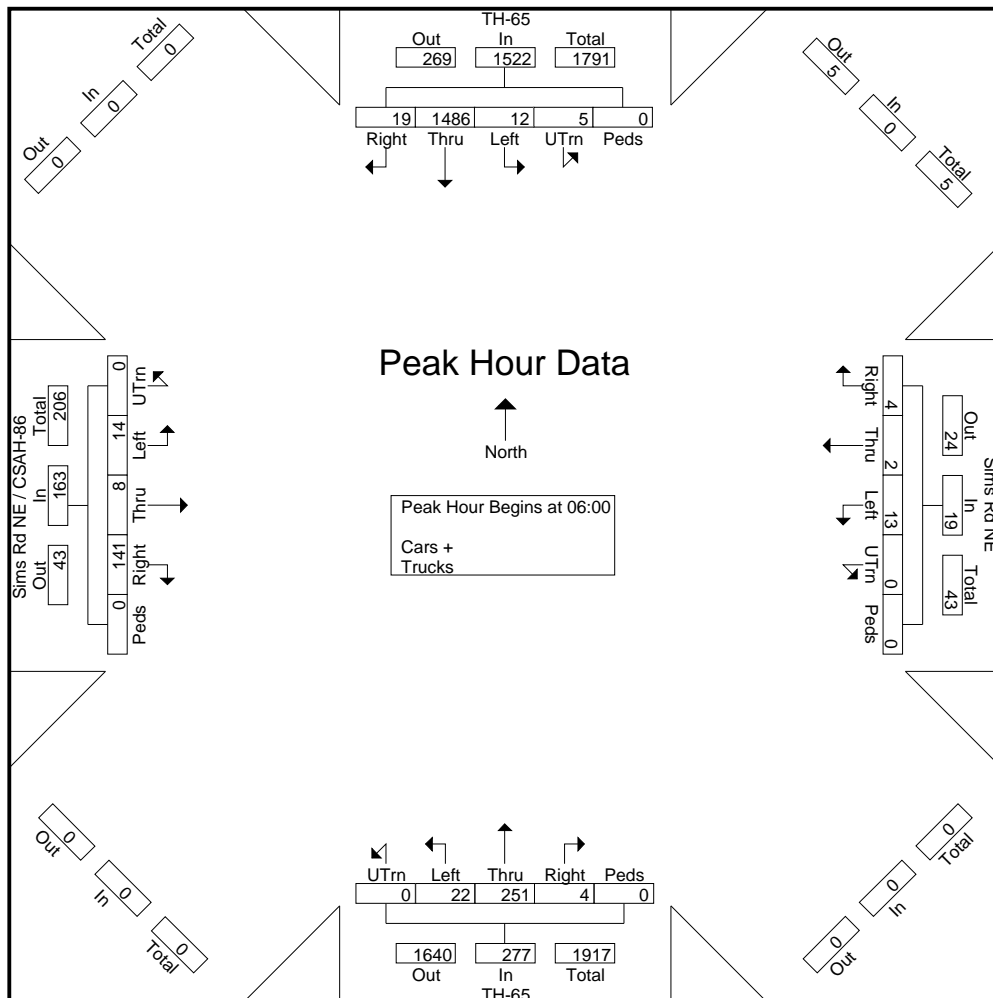 TH-65
Out In Total
269 1522 1791
19 1486 12 5 0
Right Thru Left UTrn Peds
Total
0
In
0
Out
0
Out
5
In
0
Total
5
Peak Hour Data
North
Peak Hour Begins at 06:00
Cars +
Trucks
Sims Rd NE / CSAH-86
Out In Total
43 163 206
0 141 8 14 0
Peds Right Thru Left UTrn
Sims Rd NE
Out In Total
24 19 43
Right Thru Left UTrn Peds
4 2 13 0 0
Out
0
In
0
Total
0
UTrn Left Thru Right Peds
0 22 251 4 0
1640 277 1917
Out In Total
TH-65
Total
0
In
0
Out
0